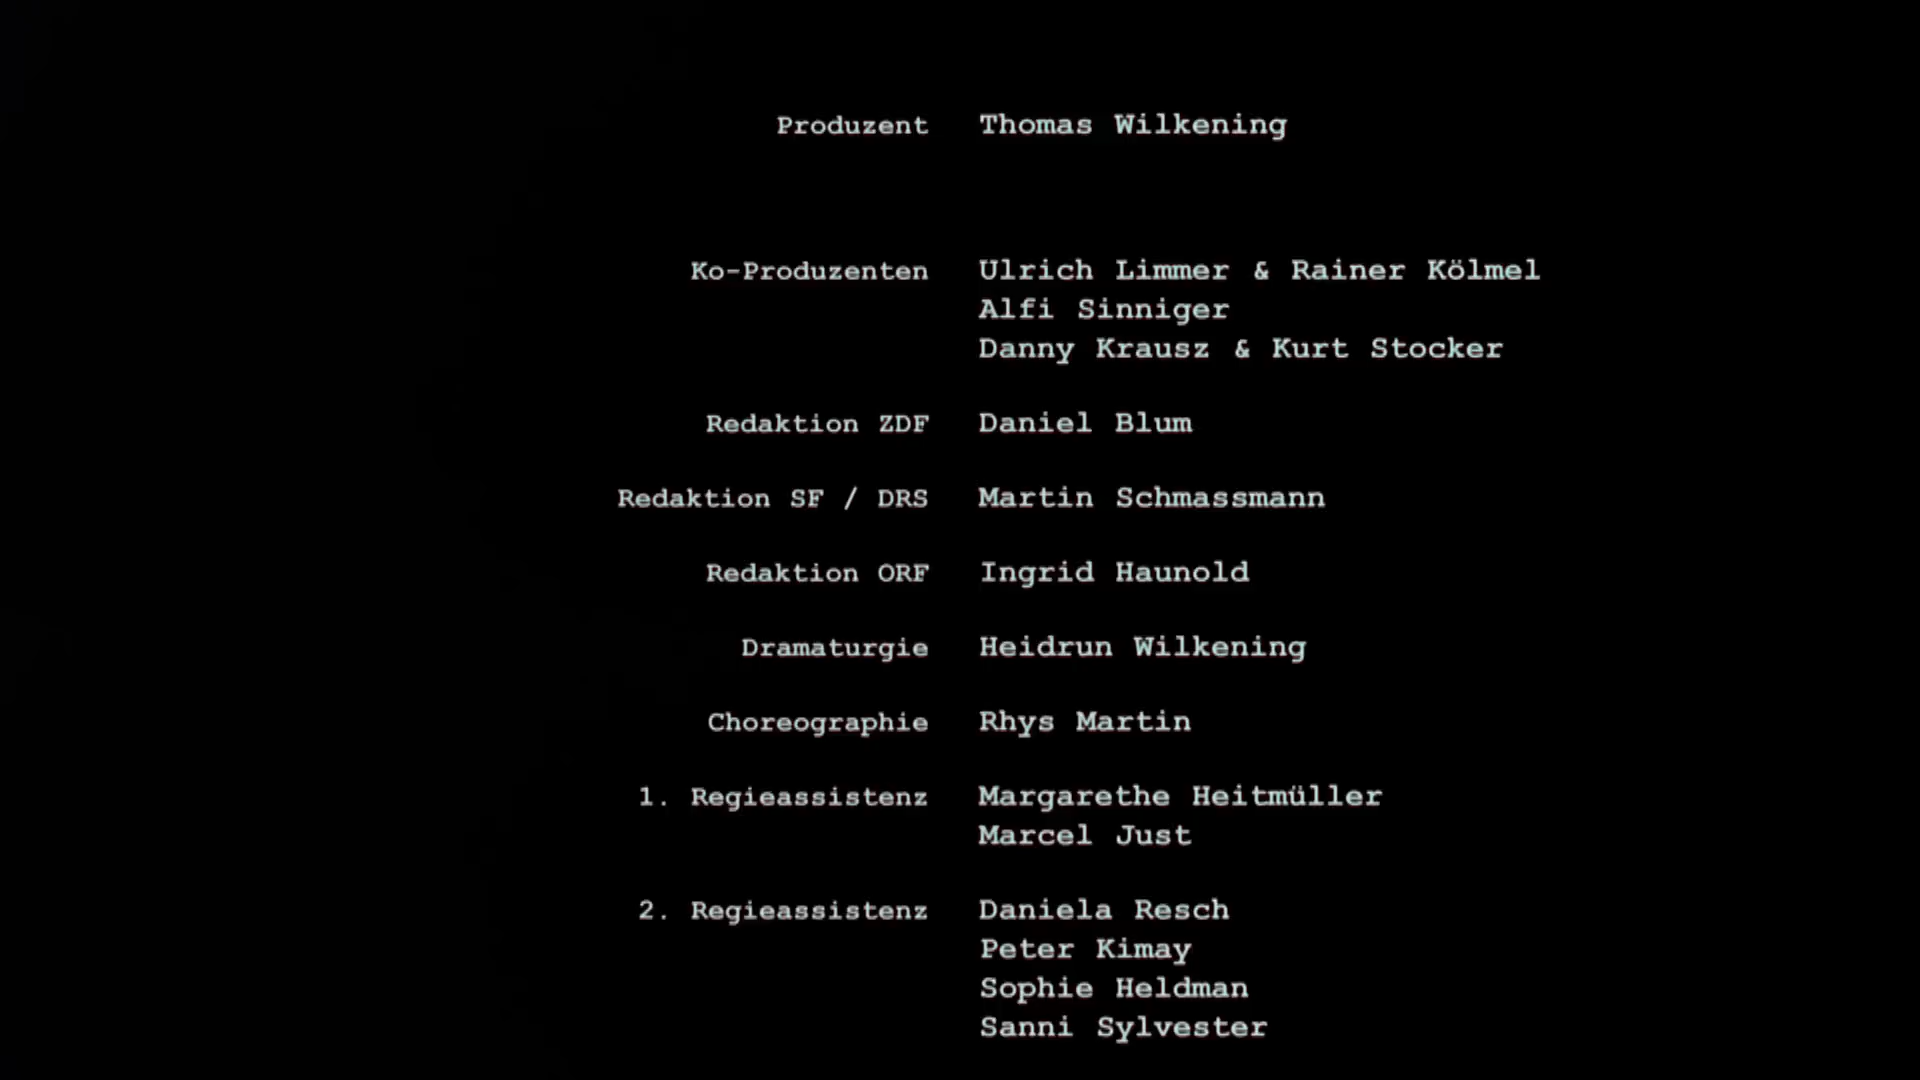 Produzent Thomas Wilkening
Ko-Produzenten Ulrich Limmer & Rainer Kölmel
Alfi Sinniger
Danny Krausz & Kurt Stocker
Redaktion ZDF Daniel Blum
Redaktion SF / DRS Martin Schmassmann
Redaktion ORF Ingrid Haunold
Dramaturgie Heidrun Wilkening
Choreographie Rhys Martin
1. Regieassistenz Margarethe Heitmüller
Marcel Just
2. Regieassistenz Daniela Resch
Peter Kimay
Sophie Heldman
Sanni Sylvester